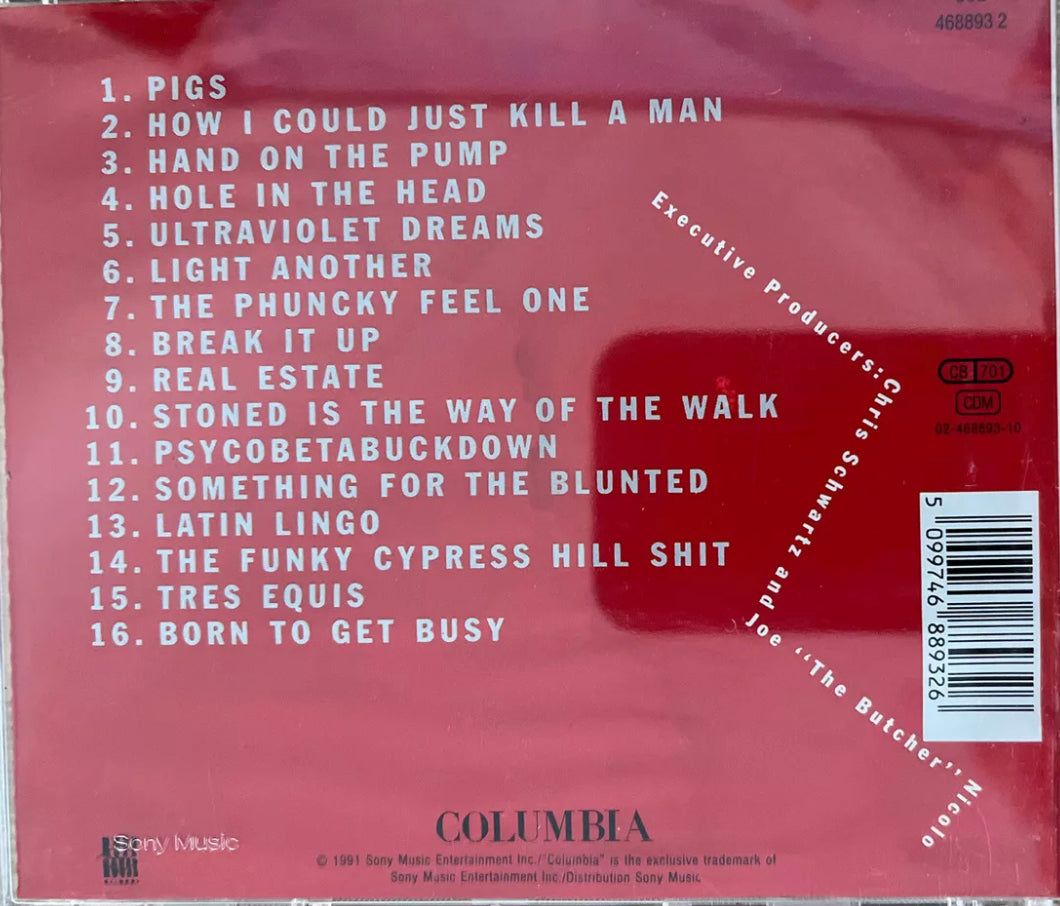 468893 2
1. PIGS
2. HOW I COULD JUST KILL A MAN
3. HAND ON THE PUMP
4. HOLE IN THE HEAD
5. ULTRAVIOLET DREAMS
6. LIGHT ANOTHER
7. THE PHUNCKY FEEL ONE
8. BREAK IT UP
9. REAL ESTATE
10. STONED IS THE WAY OF THE WALK
11. PSYCOBETABUCKDOWN
12. SOMETHING FOR THE BLUNTED
13. LATIN LINGO
14. THE FUNKY CYPRESS HILL SHIT
15. TRES EQUIS
16. BORN TO GET BUSY
Executive Producers: Chris Schwartz and Joe "The Butcher" Nicolo
CB 701
CDM
02-468893-10
5 099746 889326
Sony Music
COLUMBIA
© 1991 Sony Music Entertainment Inc./"Columbia" is the exclusive trademark of
Sony Music Entertainment Inc./Distribution Sony Music